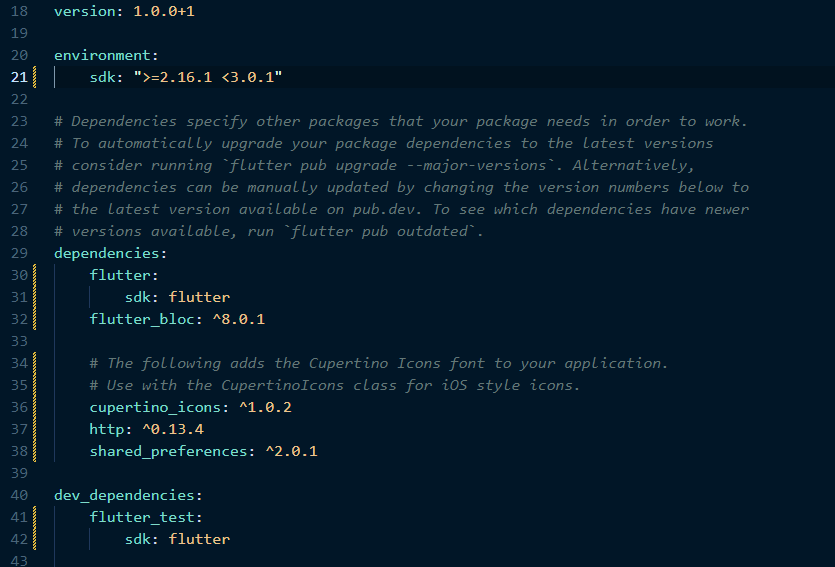 18 version: 1.0.0+1
19
20 environment:
21     sdk: ">=2.16.1 <3.0.1"
22
23 # Dependencies specify other packages that your package needs in order to work.
24 # To automatically upgrade your package dependencies to the latest versions
25 # consider running `flutter pub upgrade --major-versions`. Alternatively,
26 # dependencies can be manually updated by changing the version numbers below to
27 # the latest version available on pub.dev. To see which dependencies have newer
28 # versions available, run `flutter pub outdated`.
29 dependencies:
30     flutter:
31         sdk: flutter
32     flutter_bloc: ^8.0.1
33
34     # The following adds the Cupertino Icons font to your application.
35     # Use with the CupertinoIcons class for iOS style icons.
36     cupertino_icons: ^1.0.2
37     http: ^0.13.4
38     shared_preferences: ^2.0.1
39
40 dev_dependencies:
41     flutter_test:
42         sdk: flutter
43